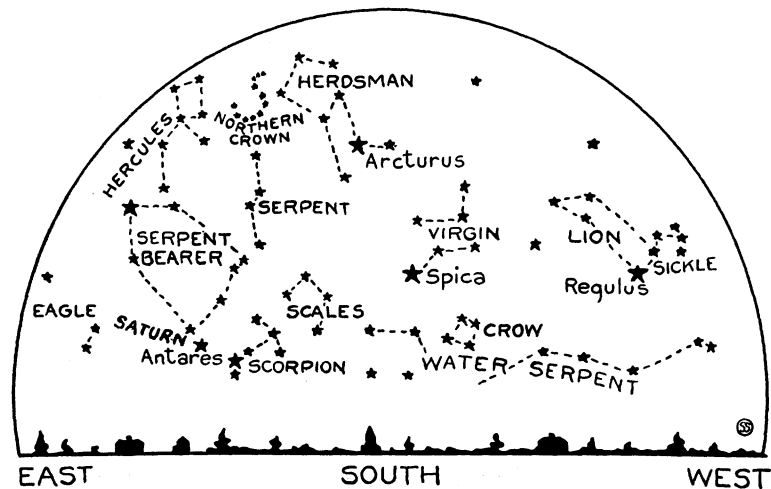 HERDSMAN
NORTHERN
CROWN
HERCULES
Arcturus
SERPENT
VIRGIN
SERPENT
BEARER
LION
Spica
Regulus
SICKLE
EAGLE
SATURN
SCALES
Antares
SCORPION
CROW
WATER SERPENT
SS
EAST SOUTH WEST